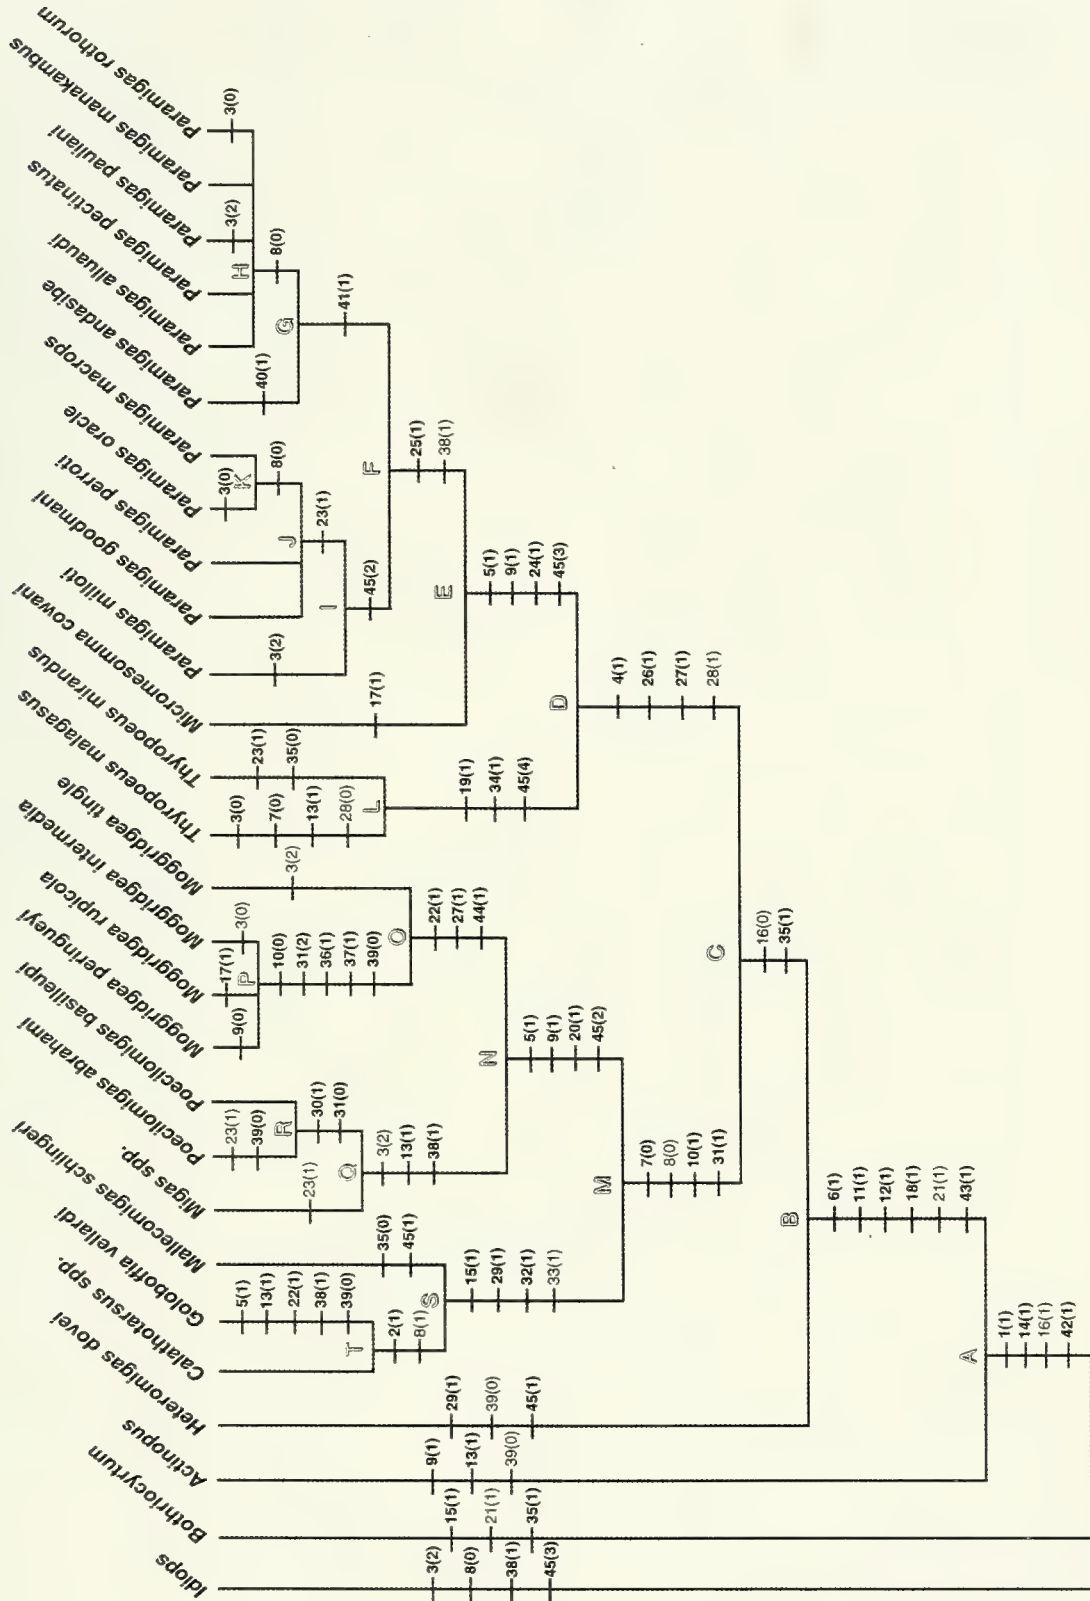 Idiops
Bothriocyrtum
Actinopus
Heteromigas dovei
Calathotarsus spp.
Goloboffia vellardi
Mallecomigas schlingeri
Migas spp.
Poecilomigas abrahami
Poecilomigas basilleupi
Moggridgea peringueyi
Moggridgea rupicola
Moggridgea intermedia
Moggridgea tingle
Thyropoeus malagasus
Thyropoeus mirandus
Micromesomma cowani
Paramigas milloti
Paramigas goodmani
Paramigas perroti
Paramigas oracle
Paramigas macrops
Paramigas andasibe
Paramigas alluaudi
Paramigas pectinatus
Paramigas pauliani
Paramigas manakambus
Paramigas rothorum
3(0)
3(2)
H
8(0)
G
40(1)
41(1)
3(0)
K
8(0)
J
23(1)
I
3(2)
45(2)
F
25(1)
38(1)
E
17(1)
5(1)
9(1)
24(1)
45(3)
23(1)
35(0)
3(0)
7(0)
13(1)
28(0)
L
19(1)
34(1)
45(4)
D
4(1)
26(1)
27(1)
28(1)
3(2)
3(0)
17(1)
9(0)
P
10(0)
31(2)
36(1)
37(1)
39(0)
O
22(1)
27(1)
44(1)
23(1)
39(0)
R
30(1)
31(0)
23(1)
Q
3(2)
13(1)
38(1)
N
5(1)
9(1)
20(1)
45(2)
M
7(0)
8(0)
10(1)
31(1)
C
16(0)
35(1)
35(0)
45(1)
5(1)
13(1)
22(1)
38(1)
39(0)
T
2(1)
8(1)
S
15(1)
29(1)
32(1)
33(1)
29(1)
39(0)
45(1)
B
6(1)
11(1)
12(1)
18(1)
21(1)
43(1)
9(1)
13(1)
39(0)
A
1(1)
14(1)
16(1)
42(1)
15(1)
21(1)
35(1)
3(2)
8(0)
38(1)
45(3)